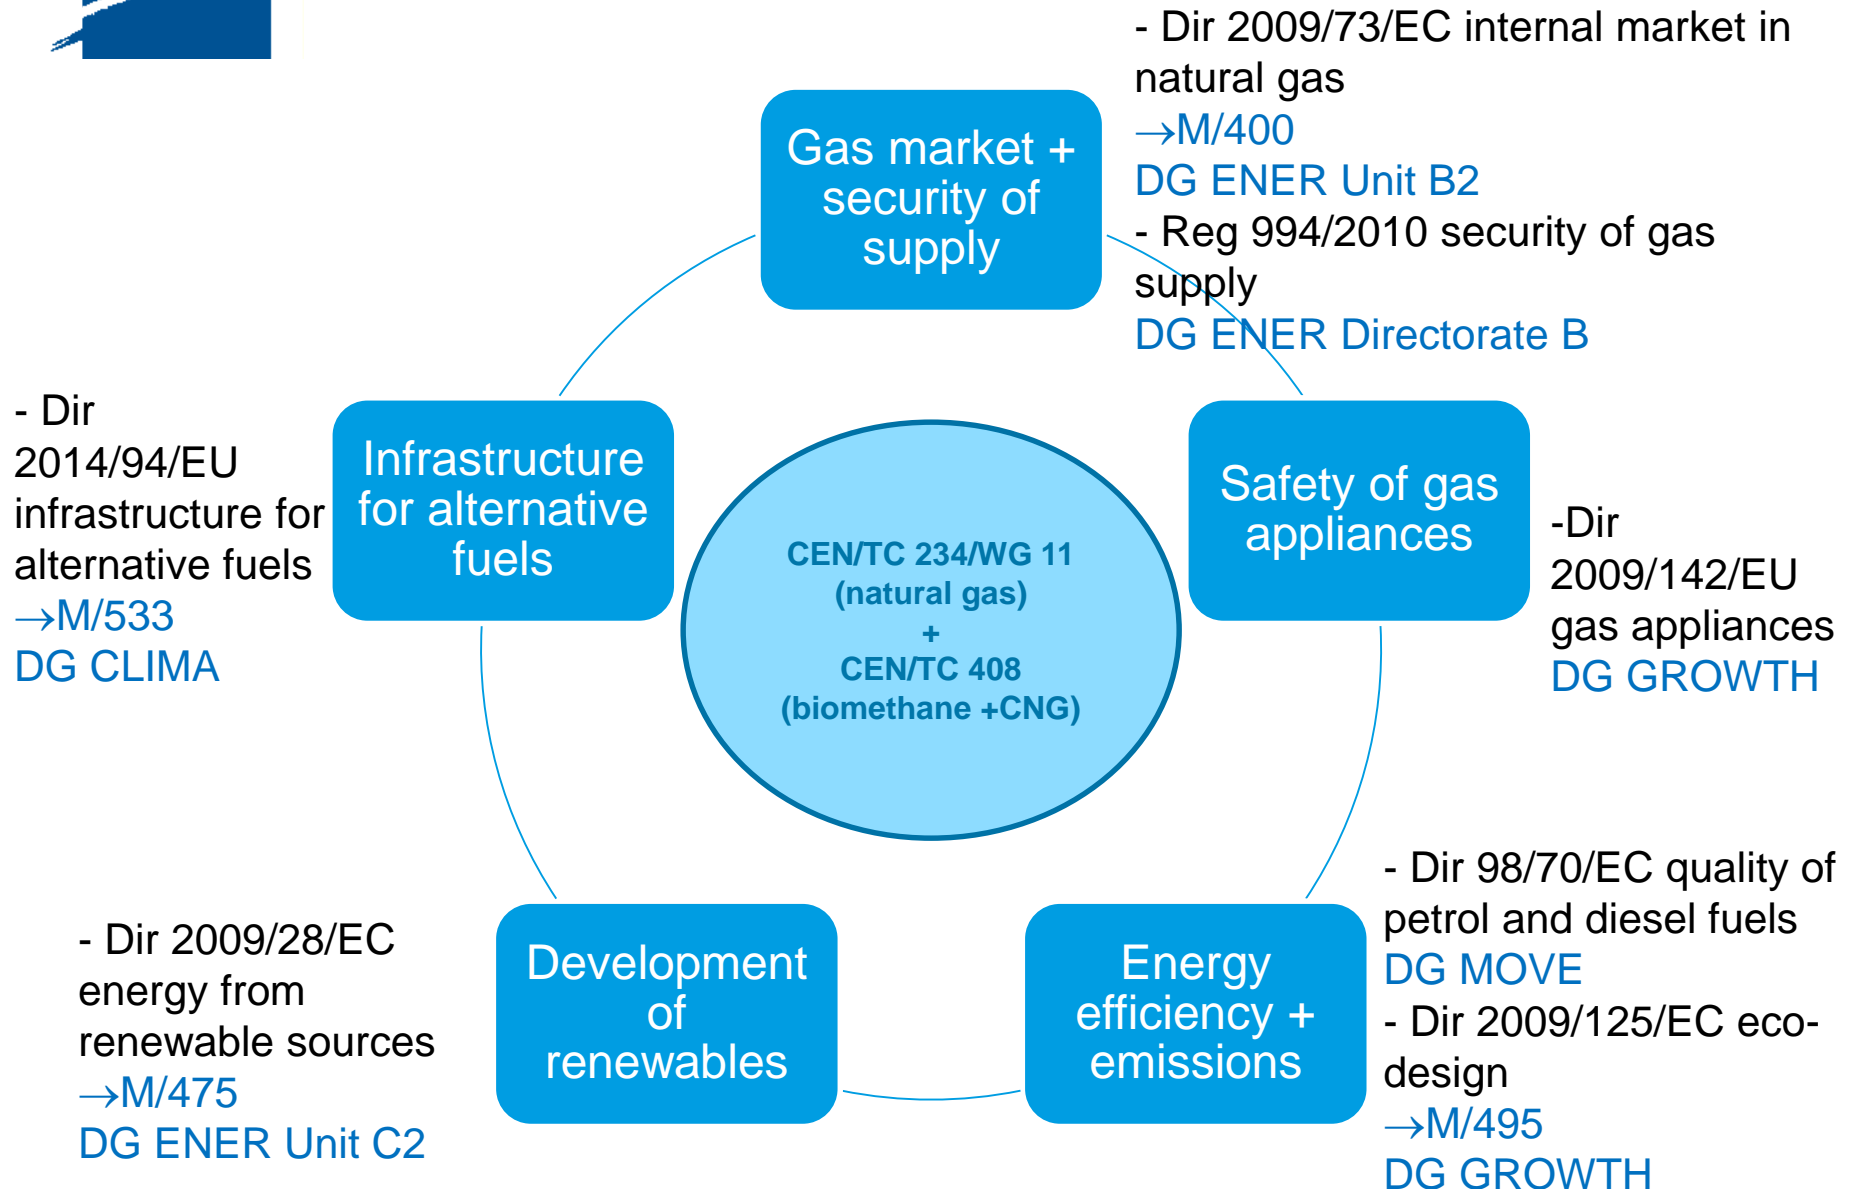 - Dir 2009/73/EC internal market in
natural gas
→M/400
DG ENER Unit B2
- Reg 994/2010 security of gas
supply
DG ENER Directorate B
Gas market +
security of
supply
- Dir
2014/94/EU
infrastructure for
alternative fuels
→M/533
DG CLIMA
Infrastructure
for alternative
fuels
CEN/TC 234/WG 11
(natural gas)
+
CEN/TC 408
(biomethane +CNG)
Safety of gas
appliances
-Dir
2009/142/EU
gas appliances
DG GROWTH
- Dir 2009/28/EC
energy from
renewable sources
→M/475
DG ENER Unit C2
Development
of
renewables
Energy
efficiency +
emissions
- Dir 98/70/EC quality of
petrol and diesel fuels
DG MOVE
- Dir 2009/125/EC eco-
design
→M/495
DG GROWTH